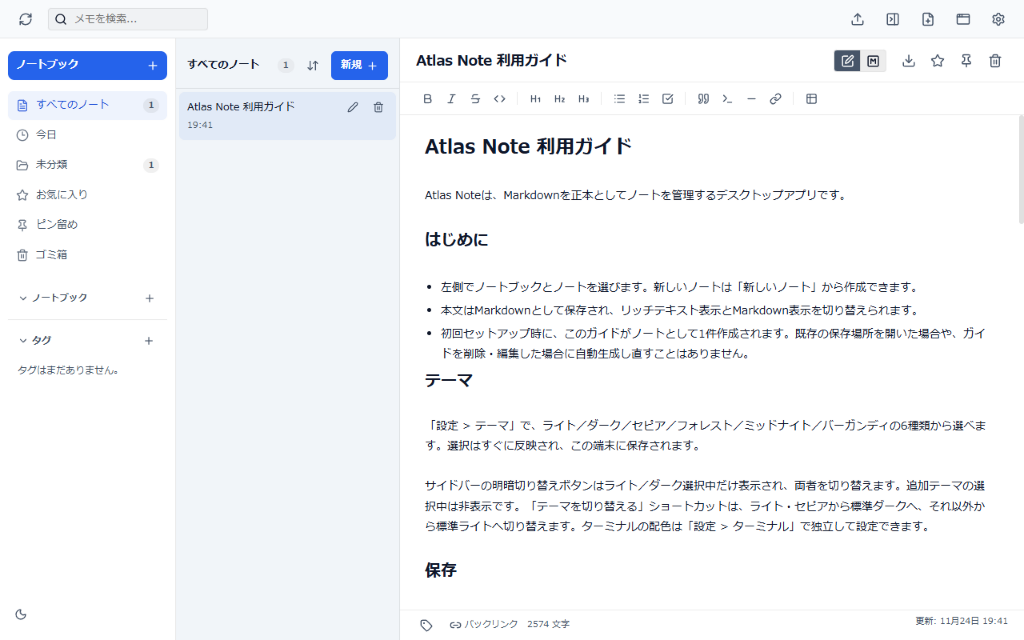 メモを検索...
ノートブック
すべてのノート 1
今日
未分類 1
お気に入り
ピン留め
ゴミ箱
ノートブック
タグ
タグはまだありません。
すべてのノート 1 新規
Atlas Note 利用ガイド
19:41
Atlas Note 利用ガイド
M
B I S H1 H2 H3
Atlas Note 利用ガイド
Atlas Noteは、Markdownを正本としてノートを管理するデスクトップアプリです。
はじめに
• 左側でノートブックとノートを選びます。新しいノートは「新しいノート」から作成できます。
• 本文はMarkdownとして保存され、リッチテキスト表示とMarkdown表示を切り替えられます。
• 初回セットアップ時に、このガイドがノートとして1件作成されます。既存の保存場所を開いた場合や、ガイ
ドを削除・編集した場合に自動生成し直すことはありません。
テーマ
「設定 > テーマ」で、ライト／ダーク／セピア／フォレスト／ミッドナイト／バーガンディの6種類から選べま
す。選択はすぐに反映され、この端末に保存されます。
サイドバーの明暗切り替えボタンはライト／ダーク選択中だけ表示され、両者を切り替えます。追加テーマの選
択中は非表示です。「テーマを切り替える」ショートカットは、ライト・セピアから標準ダークへ、それ以外か
ら標準ライトへ切り替えます。ターミナルの配色は「設定 > ターミナル」で独立して設定できます。
保存
バックリンク 2574 文字
更新: 11月24日 19:41